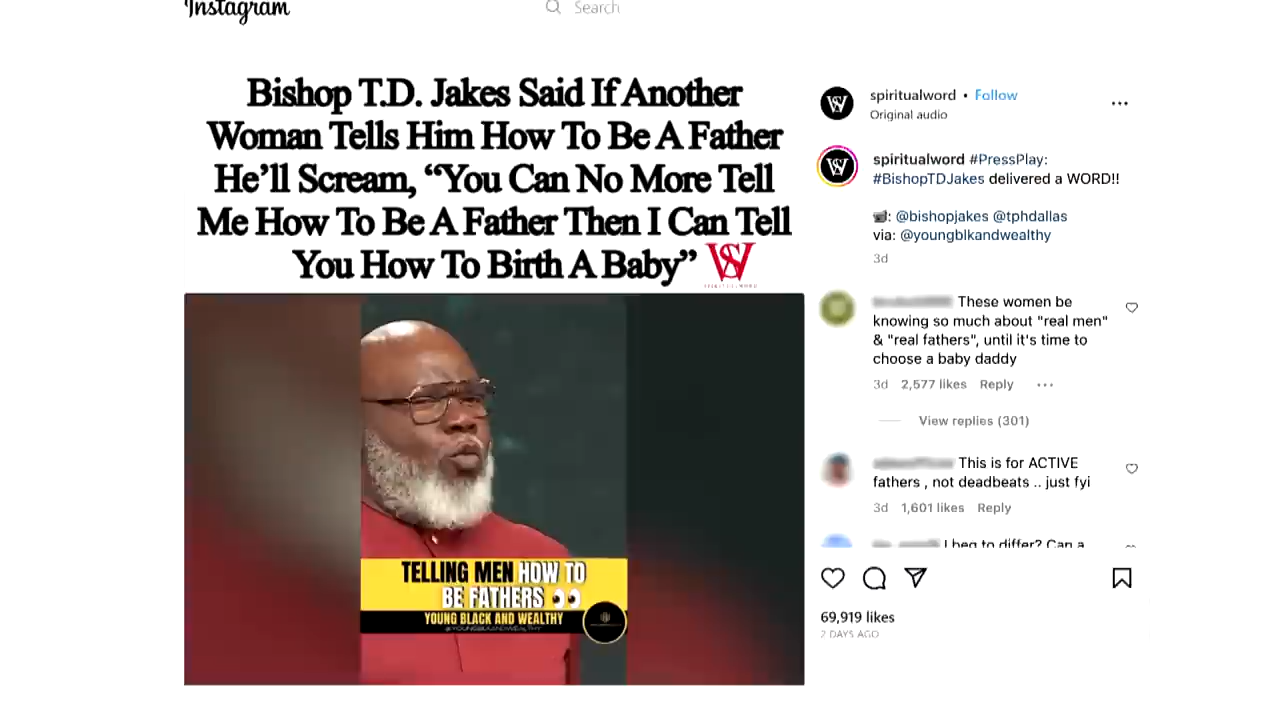 Instagram
Search
Bishop T.D. Jakes Said If Another
Woman Tells Him How To Be A Father
He'll Scream, “You Can No More Tell
Me How To Be A Father Then I Can Tell
You How To Birth A Baby”
TELLING MEN HOW TO
BE FATHERS 👀
YOUNG BLACK AND WEALTHY
@YOUNGBLKANDWEALTHY
spiritualword • Follow
Original audio
spiritualword #PressPlay:
#BishopTDJakes delivered a WORD!!
📹: @bishopjakes @tphdallas
via: @youngblkandwealthy
3d
These women be
knowing so much about "real men"
& "real fathers", until it's time to
choose a baby daddy
3d 2,577 likes Reply
View replies (301)
This is for ACTIVE
fathers , not deadbeats .. just fyi
3d 1,601 likes Reply
I beg to differ? Can a
69,919 likes
2 DAYS AGO